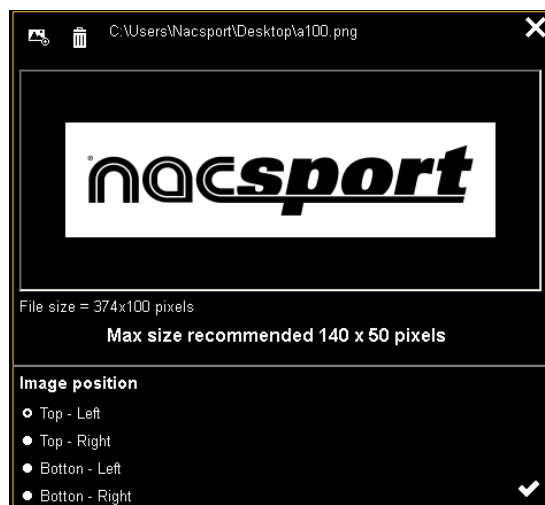 C:\Users\Nacsport\Desktop\a100.png
nacsport
File size = 374x100 pixels
Max size recommended 140 x 50 pixels
Image position
Top - Left
Top - Right
Botton - Left
Botton - Right